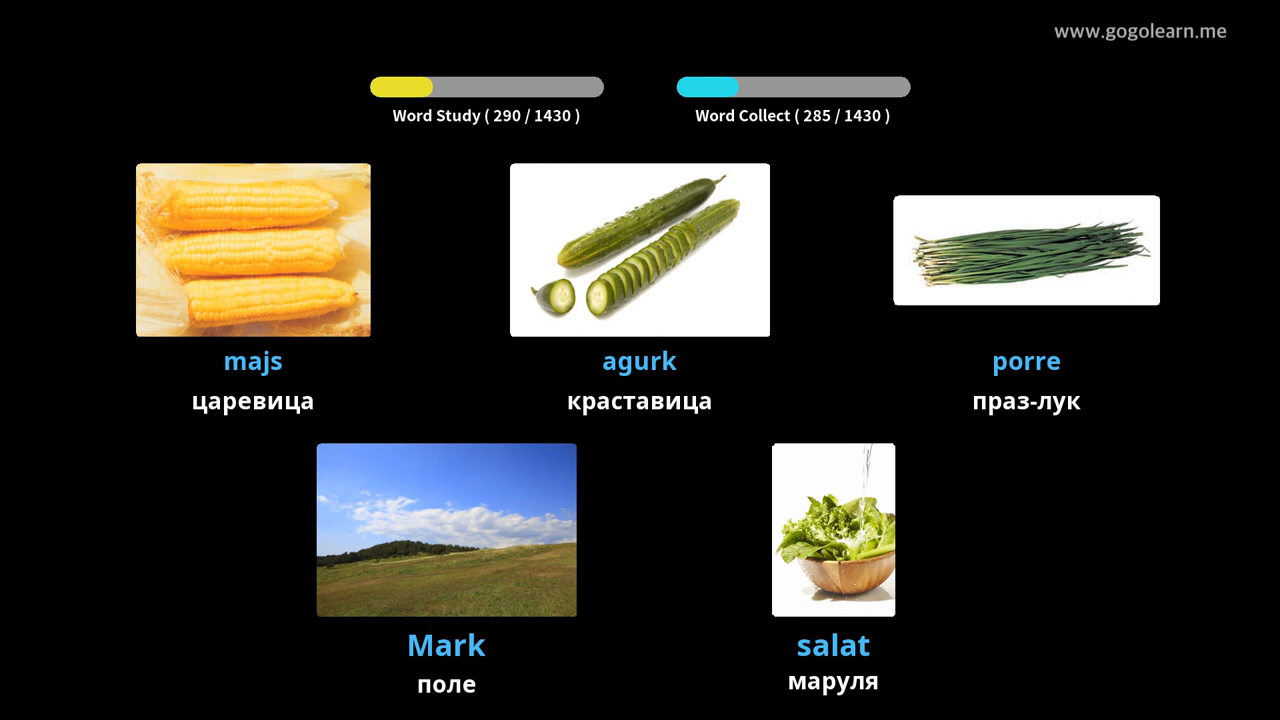 www.gogolearn.me
Word Study ( 290 / 1430 )
Word Collect ( 285 / 1430 )
majs
царевица
agurk
краставица
porre
праз-лук
Mark
поле
salat
маруля